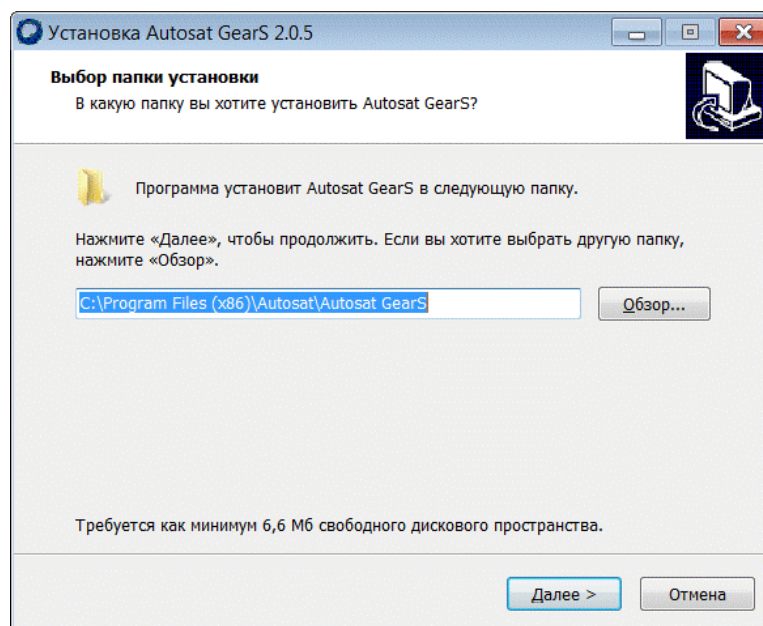 Установка Autosat GearS 2.0.5
Выбор папки установки
В какую папку вы хотите установить Autosat GearS?
Программа установит Autosat GearS в следующую папку.
Нажмите «Далее», чтобы продолжить. Если вы хотите выбрать другую папку,
нажмите «Обзор».
C:\Program Files (x86)\Autosat\Autosat GearS
Обзор...
Требуется как минимум 6,6 Мб свободного дискового пространства.
Далее >
Отмена